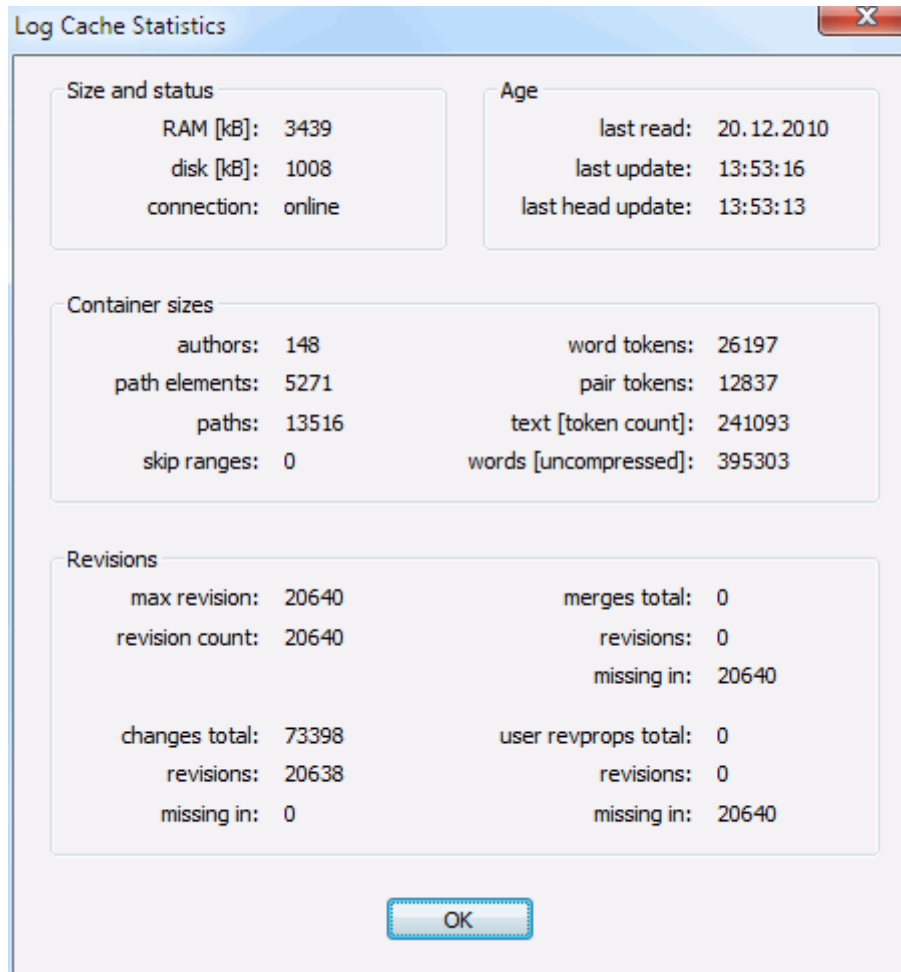 Log Cache Statistics
Size and status
RAM [kB]: 3439
disk [kB]: 1008
connection: online
Age
last read: 20.12.2010
last update: 13:53:16
last head update: 13:53:13
Container sizes
authors: 148
path elements: 5271
paths: 13516
skip ranges: 0
word tokens: 26197
pair tokens: 12837
text [token count]: 241093
words [uncompressed]: 395303
Revisions
max revision: 20640
revision count: 20640
merges total: 0
revisions: 0
missing in: 20640
changes total: 73398
revisions: 20638
missing in: 0
user revprops total: 0
revisions: 0
missing in: 20640
OK